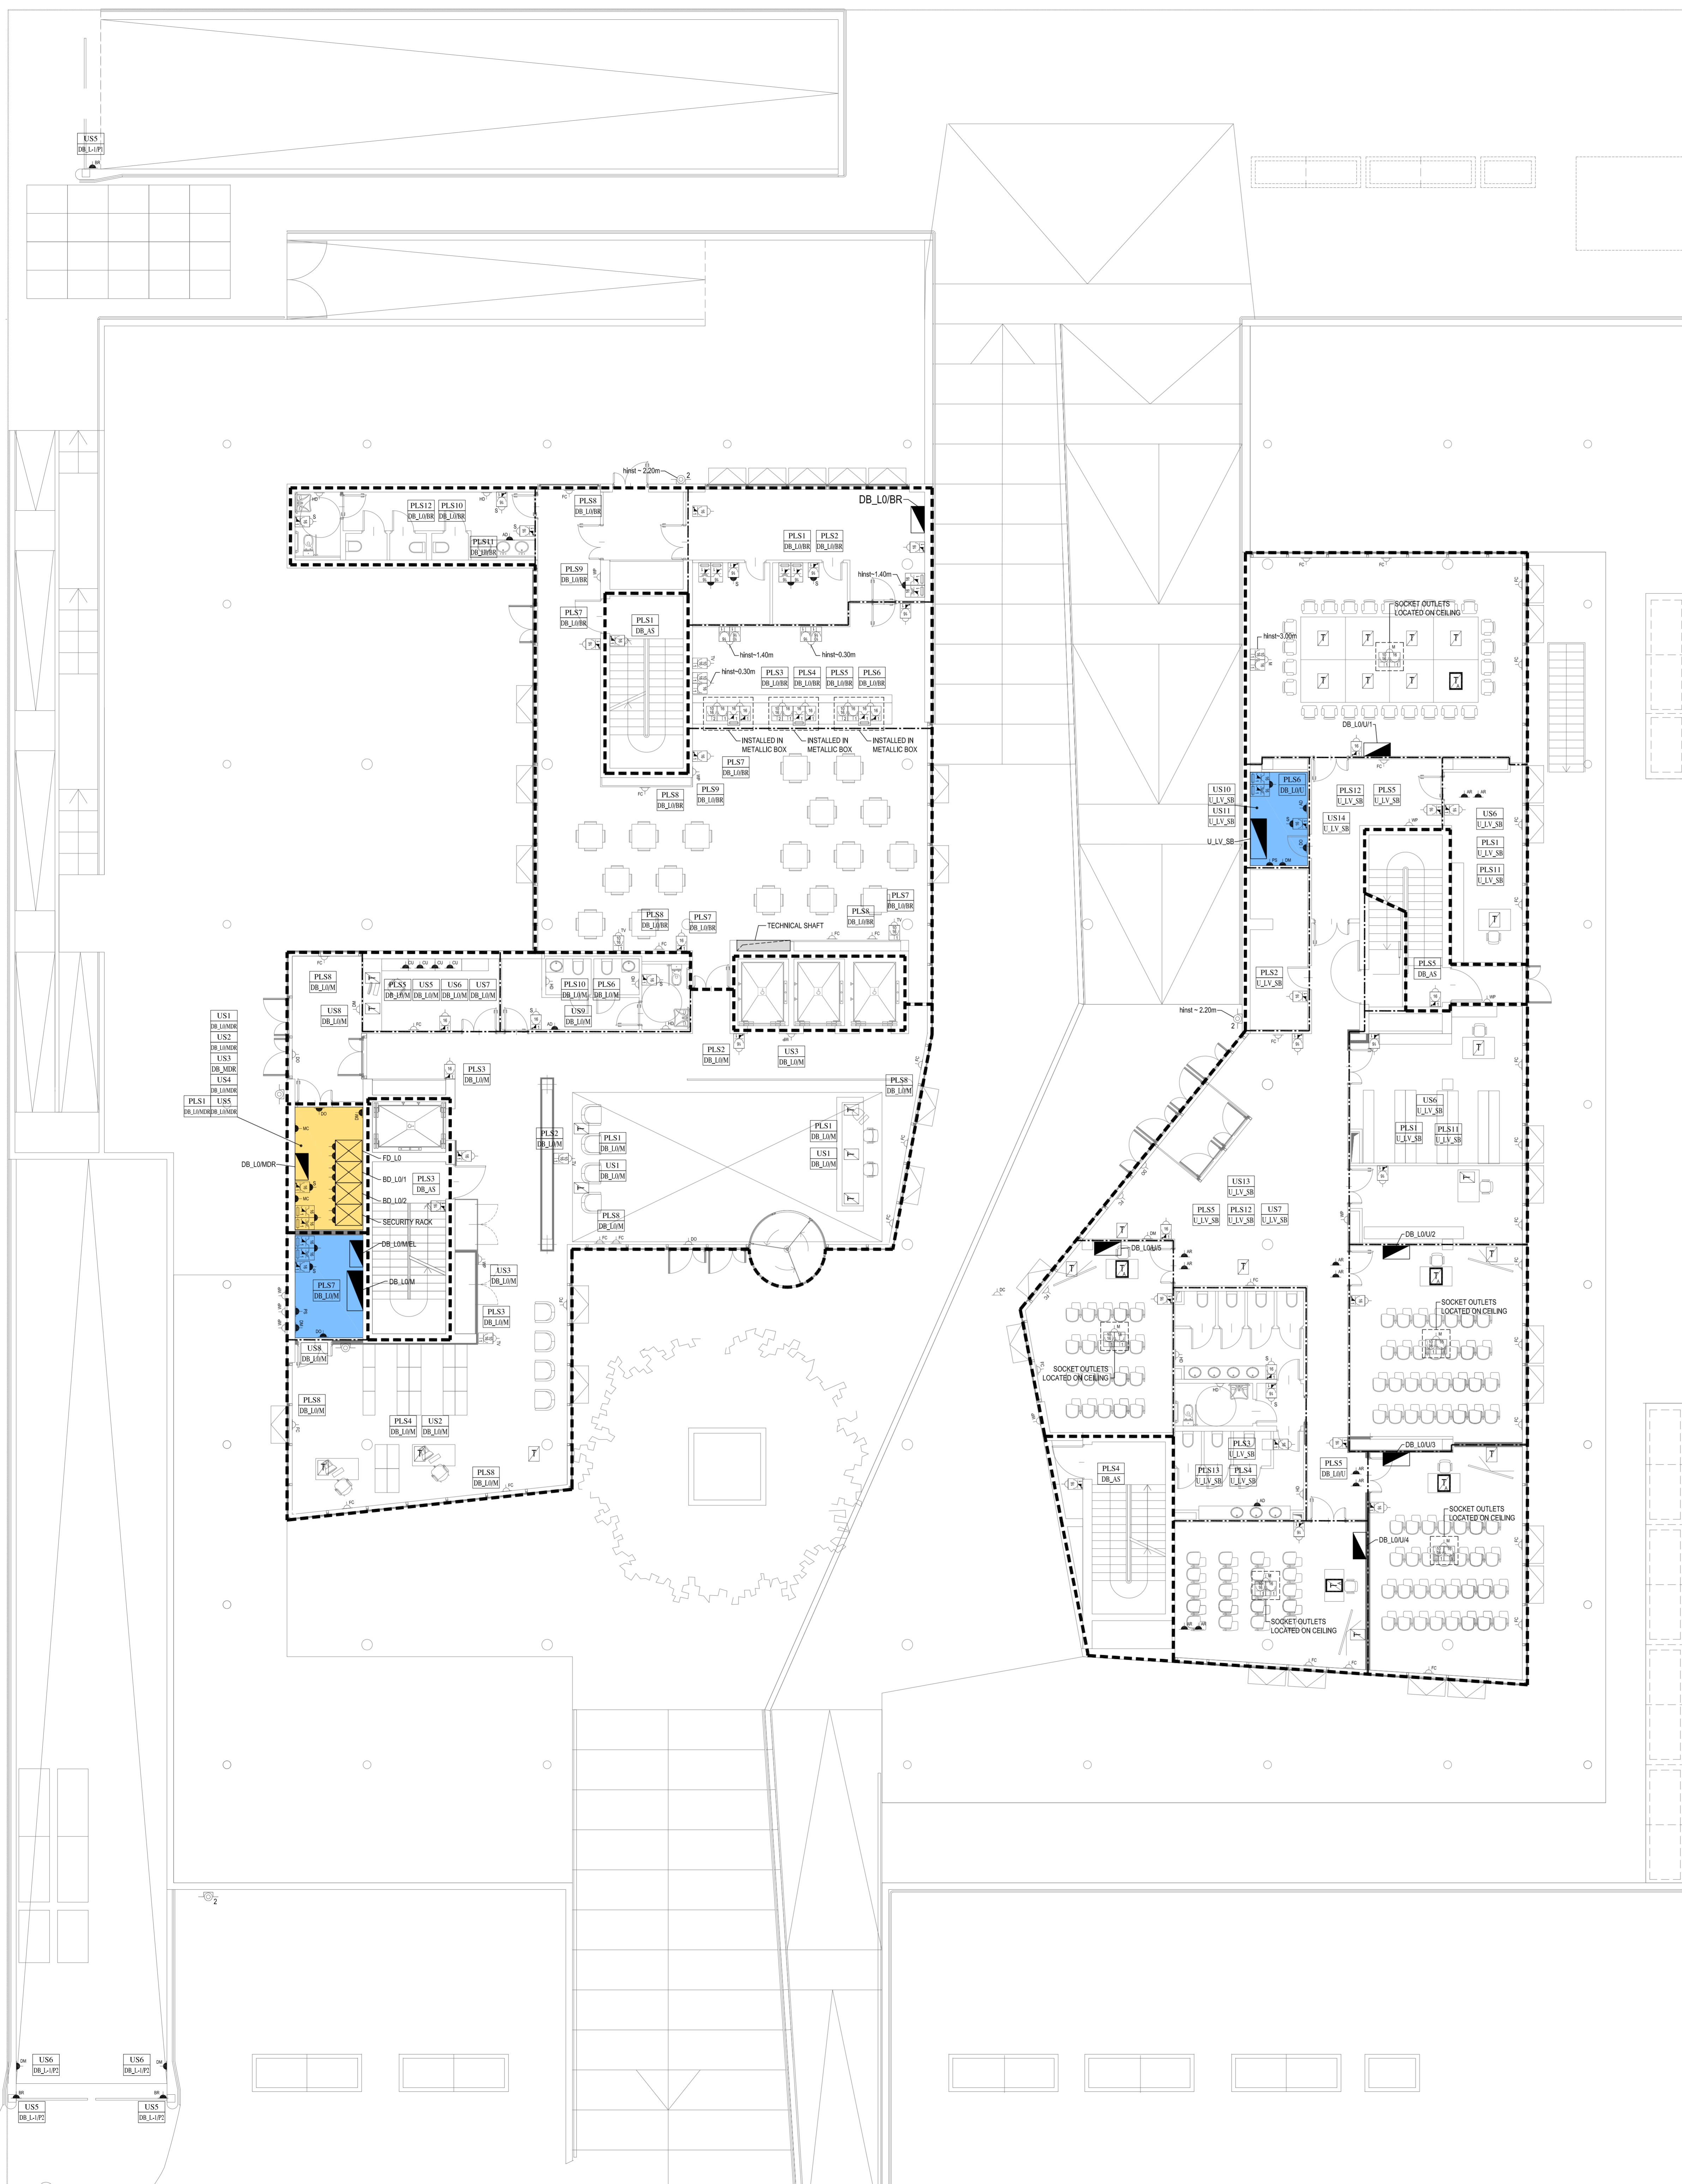 US5
DB_L-1/P1
BR
hinst ~ 2.20m
2
DB_L0/BR
PLS8
DB_L0/BR
PLS12
DB_L0/BR
PLS10
DB_L0/BR
PLS11
DB_L0/BR
PLS1
DB_L0/BR
PLS2
DB_L0/BR
PLS9
DB_L0/BR
hinst~1.40m
PLS7
DB_L0/BR
PLS1
DB_AS
hinst~1.40m
hinst~0.30m
hinst~0.30m
PLS3
DB_L0/BR
PLS4
DB_L0/BR
PLS5
DB_L0/BR
PLS6
DB_L0/BR
INSTALLED IN
METALLIC BOX
INSTALLED IN
METALLIC BOX
INSTALLED IN
METALLIC BOX
PLS7
DB_L0/BR
PLS8
DB_L0/BR
PLS9
DB_L0/BR
PLS8
DB_L0/BR
PLS7
DB_L0/BR
PLS8
DB_L0/BR
PLS7
DB_L0/BR
TECHNICAL SHAFT
SOCKET OUTLETS
LOCATED ON CEILING
hinst~3.00m
DB_L0/U/1
US10
U_LV_SB
US11
U_LV_SB
U_LV_SB
PLS6
DB_L0/U
PLS12
U_LV_SB
PLS5
U_LV_SB
US14
U_LV_SB
US6
U_LV_SB
PLS1
U_LV_SB
PLS11
U_LV_SB
PLS2
U_LV_SB
PLS5
DB_AS
hinst ~ 2.20m
2
PLS8
DB_L0/M
US8
DB_L0/M
PLS5
DB_L0/M
US5
DB_L0/M
US6
DB_L0/M
US7
DB_L0/M
PLS10
DB_L0/M
PLS6
DB_L0/M
US9
DB_L0/M
US1
DB_L0/MDR
US2
DB_L0/MDR
US3
DB_MDR
US4
DB_L0/MDR
PLS1
DB_L0/MDR
US5
DB_L0/MDR
DB_L0/MDR
PLS3
DB_L0/M
PLS2
DB_L0/M
US3
DB_L0/M
PLS8
DB_L0/M
PLS2
DB_L0/M
PLS1
DB_L0/M
US1
DB_L0/M
PLS8
DB_L0/M
PLS1
DB_L0/M
US1
DB_L0/M
FD_L0
BD_L0/1
BD_L0/2
SECURITY RACK
PLS3
DB_AS
DB_L0/M/EL
DB_L0/M
PLS7
DB_L0/M
US3
DB_L0/M
PLS3
DB_L0/M
US8
DB_L0/M
PLS8
DB_L0/M
PLS4
DB_L0/M
US2
DB_L0/M
PLS8
DB_L0/M
US6
U_LV_SB
PLS1
U_LV_SB
PLS11
U_LV_SB
US13
U_LV_SB
PLS5
U_LV_SB
PLS12
U_LV_SB
US7
U_LV_SB
DB_L0/U/5
DB_L0/U/2
SOCKET OUTLETS
LOCATED ON CEILING
SOCKET OUTLETS
LOCATED ON CEILING
DB_L0/U/3
PLS3
U_LV_SB
PLS13
U_LV_SB
PLS4
U_LV_SB
PLS5
DB_L0/U
PLS4
DB_AS
SOCKET OUTLETS
LOCATED ON CEILING
DB_L0/U/4
SOCKET OUTLETS
LOCATED ON CEILING
2
US6
DB_L-1/P2
DM
US6
DB_L-1/P2
DM
BR
US5
DB_L-1/P2
BR
US5
DB_L-1/P2